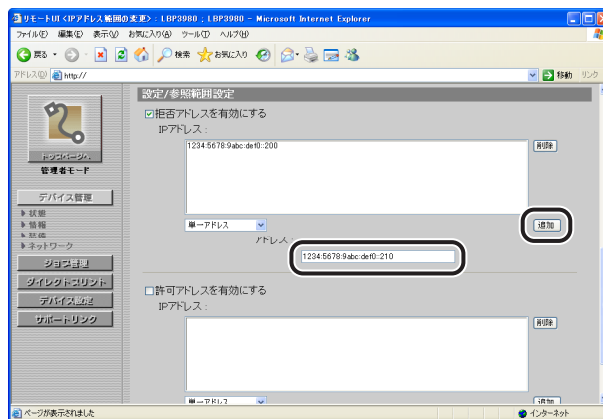 リモートUI <IPアドレス範囲の変更> : LBP3980 ; LBP3980 - Microsoft Internet Explorer
ファイル(F) 編集(E) 表示(V) お気に入り(A) ツール(T) ヘルプ(H)
戻る 検索 お気に入り
アドレス(D) http:// 移動 リンク
設定/参照範囲設定
拒否アドレスを有効にする
IPアドレス :
1234:5678:9abc:def0::200
削除
単一アドレス
追加
アドレス :
1234:5678:9abc:def0::210
許可アドレスを有効にする
IPアドレス :
削除
単一アドレス
追加
トップページへ
管理者モード
デバイス管理
状態
情報
装備
ネットワーク
ジョブ管理
ダイレクトプリント
デバイス設定
サポートリンク
ページが表示されました
インターネット